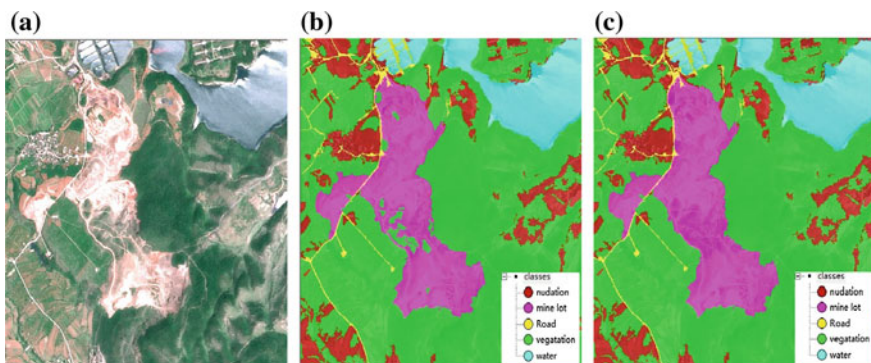 (a)
(b)
(c)
classes
nudation
mine lot
Road
vegatation
water
classes
nudation
mine lot
Road
vegatation
water